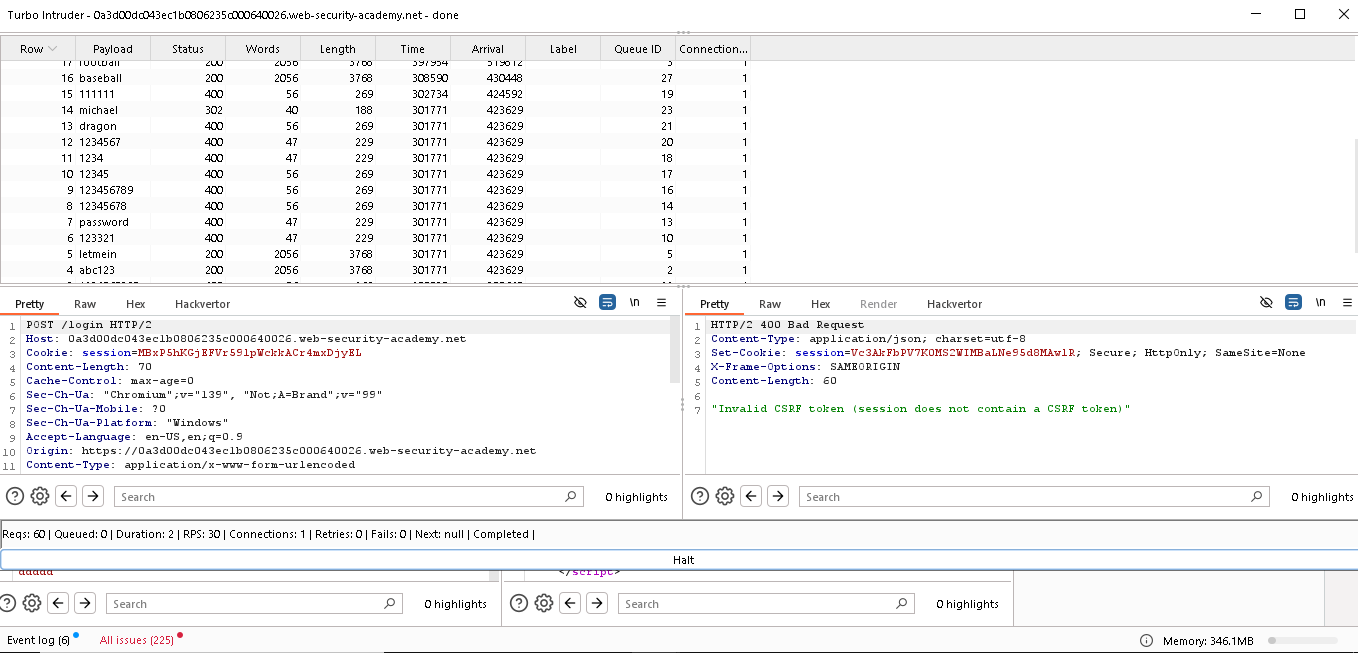 Turbo Intruder - 0a3d00dc043ec1b0806235c000640026.web-security-academy.net - done
Row Payload Status Words Length Time Arrival Label Queue ID Connection...
17 football 200 2056 3768 397954 519612 3 1
16 baseball 200 2056 3768 308590 430448 27 1
15 111111 400 56 269 302734 424592 19 1
14 michael 302 40 188 301771 423629 23 1
13 dragon 400 56 269 301771 423629 21 1
12 1234567 400 47 229 301771 423629 20 1
11 1234 400 47 229 301771 423629 18 1
10 12345 400 56 269 301771 423629 17 1
9 123456789 400 56 269 301771 423629 16 1
8 12345678 400 56 269 301771 423629 14 1
7 password 400 47 229 301771 423629 13 1
6 123321 400 47 229 301771 423629 10 1
5 letmein 200 2056 3768 301771 423629 5 1
4 abc123 200 2056 3768 301771 423629 2 1
Pretty Raw Hex Hackvertor \n
1 POST /login HTTP/2
2 Host: 0a3d00dc043ec1b0806235c000640026.web-security-academy.net
3 Cookie: session=MBxP5hKGjEFVr59lpWckkACr4mxDjyEL
4 Content-Length: 70
5 Cache-Control: max-age=0
6 Sec-Ch-Ua: "Chromium";v="139", "Not;A=Brand";v="99"
7 Sec-Ch-Ua-Mobile: ?0
8 Sec-Ch-Ua-Platform: "Windows"
9 Accept-Language: en-US,en;q=0.9
10 Origin: https://0a3d00dc043ec1b0806235c000640026.web-security-academy.net
11 Content-Type: application/x-www-form-urlencoded
Search 0 highlights
Pretty Raw Hex Render Hackvertor \n
1 HTTP/2 400 Bad Request
2 Content-Type: application/json; charset=utf-8
3 Set-Cookie: session=Vc3AkFbPV7KOMS2WIMBaLNe95d8MAwlR; Secure; HttpOnly; SameSite=None
4 X-Frame-Options: SAMEORIGIN
5 Content-Length: 60
6
7 "Invalid CSRF token (session does not contain a CSRF token)"
Search 0 highlights
Reqs: 60 | Queued: 0 | Duration: 2 | RPS: 30 | Connections: 1 | Retries: 0 | Fails: 0 | Next: null | Completed |
Halt
ddddd </script>
Search 0 highlights Search 0 highlights
Event log (6) All issues (225) Memory: 346.1MB